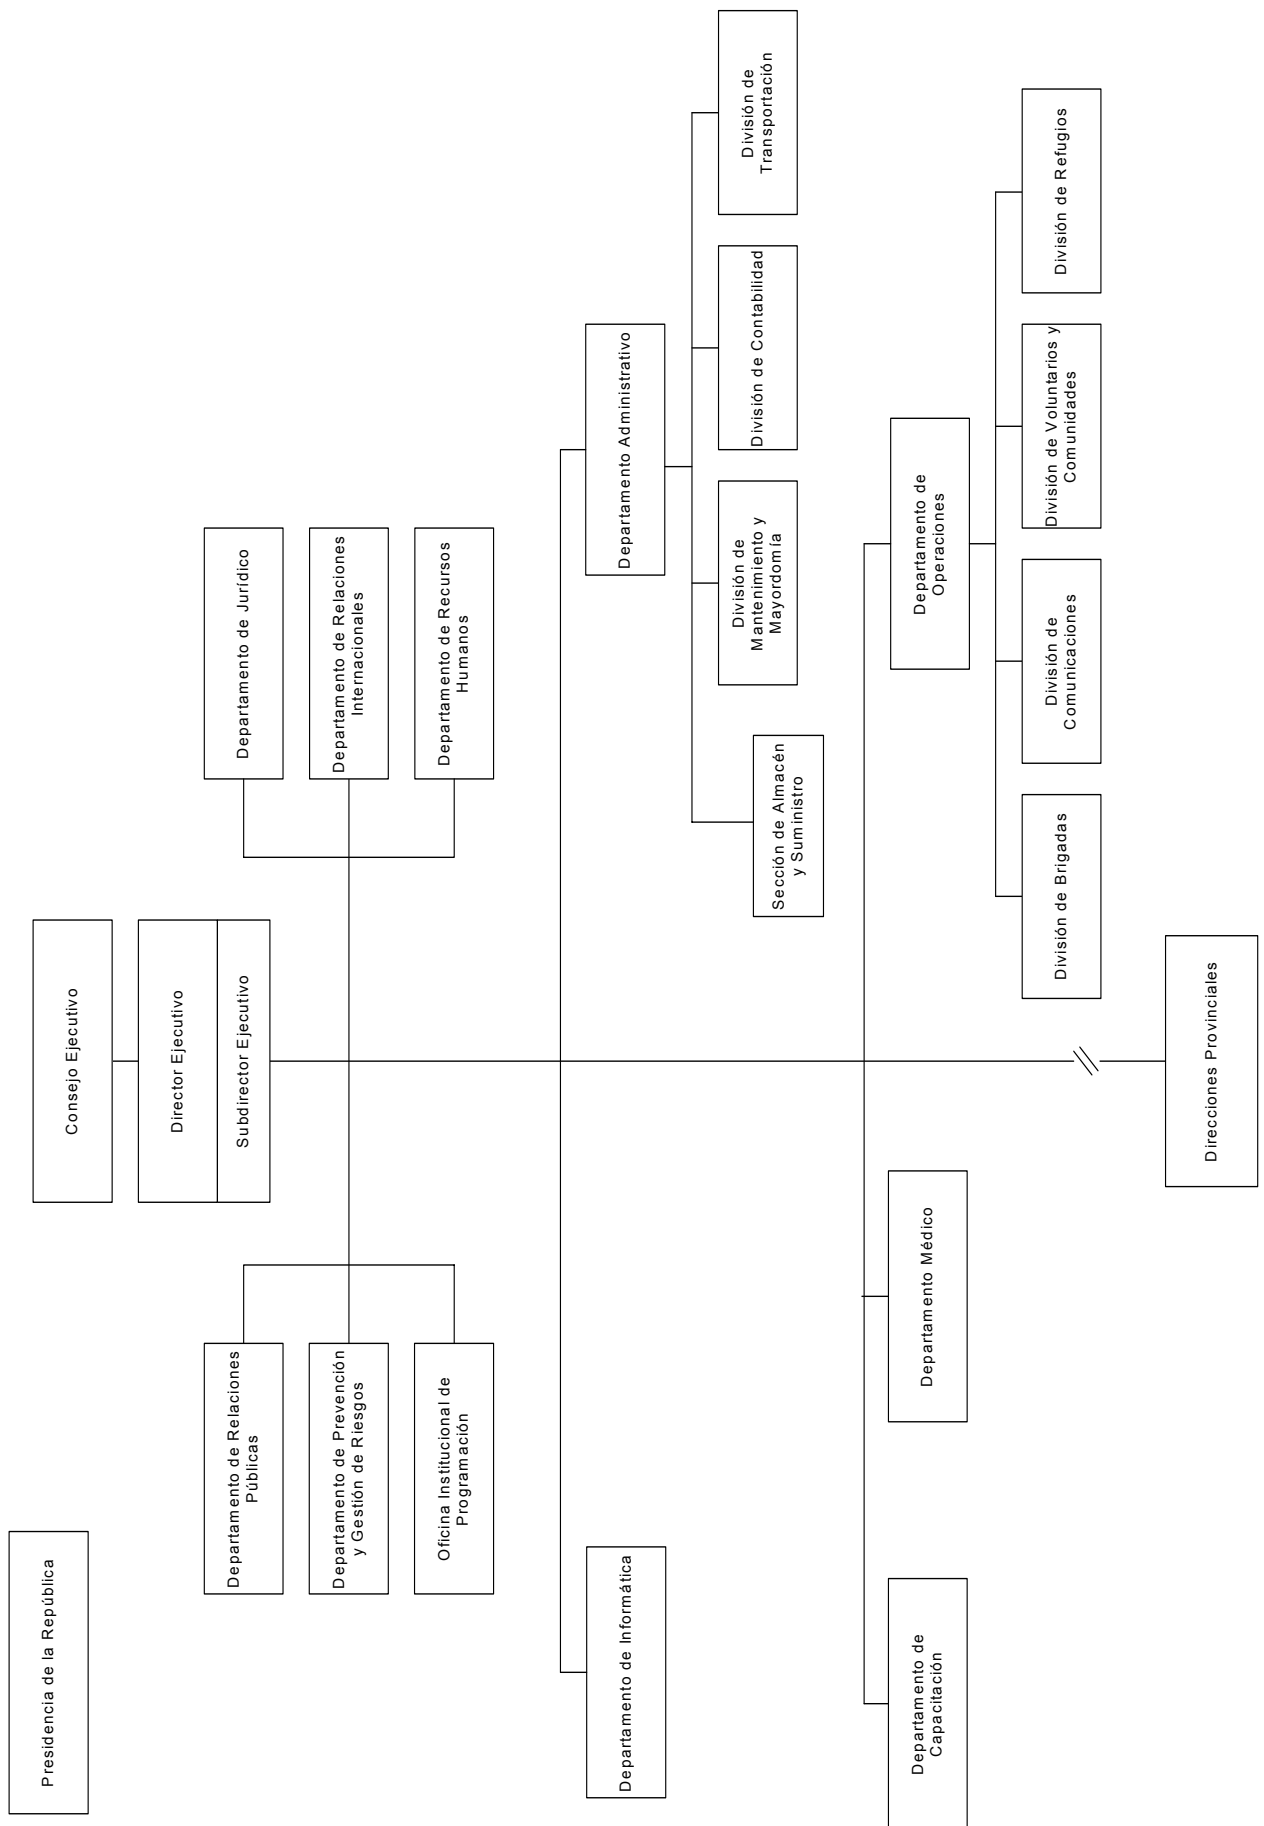 Presidencia de la República
Consejo Ejecutivo
Director Ejecutivo
Subdirector Ejecutivo
Departamento de Relaciones
Públicas
Departamento de Jurídico
Departamento de Prevención
y Gestión de Riesgos
Departamento de Relaciones
Internacionales
Oficina Institucional de
Programación
Departamento de Recursos
Humanos
Departamento de Informática
Departamento Administrativo
Sección de Almacén
y Suministro
División de
Mantenimiento y
Mayordomía
División de Contabilidad
División de
Transportación
Departamento de
Capacitación
Departamento Médico
Departamento de
Operaciones
División de Brigadas
División de
Comunicaciones
División de Voluntarios y
Comunidades
División de Refugios
Direcciones Provinciales